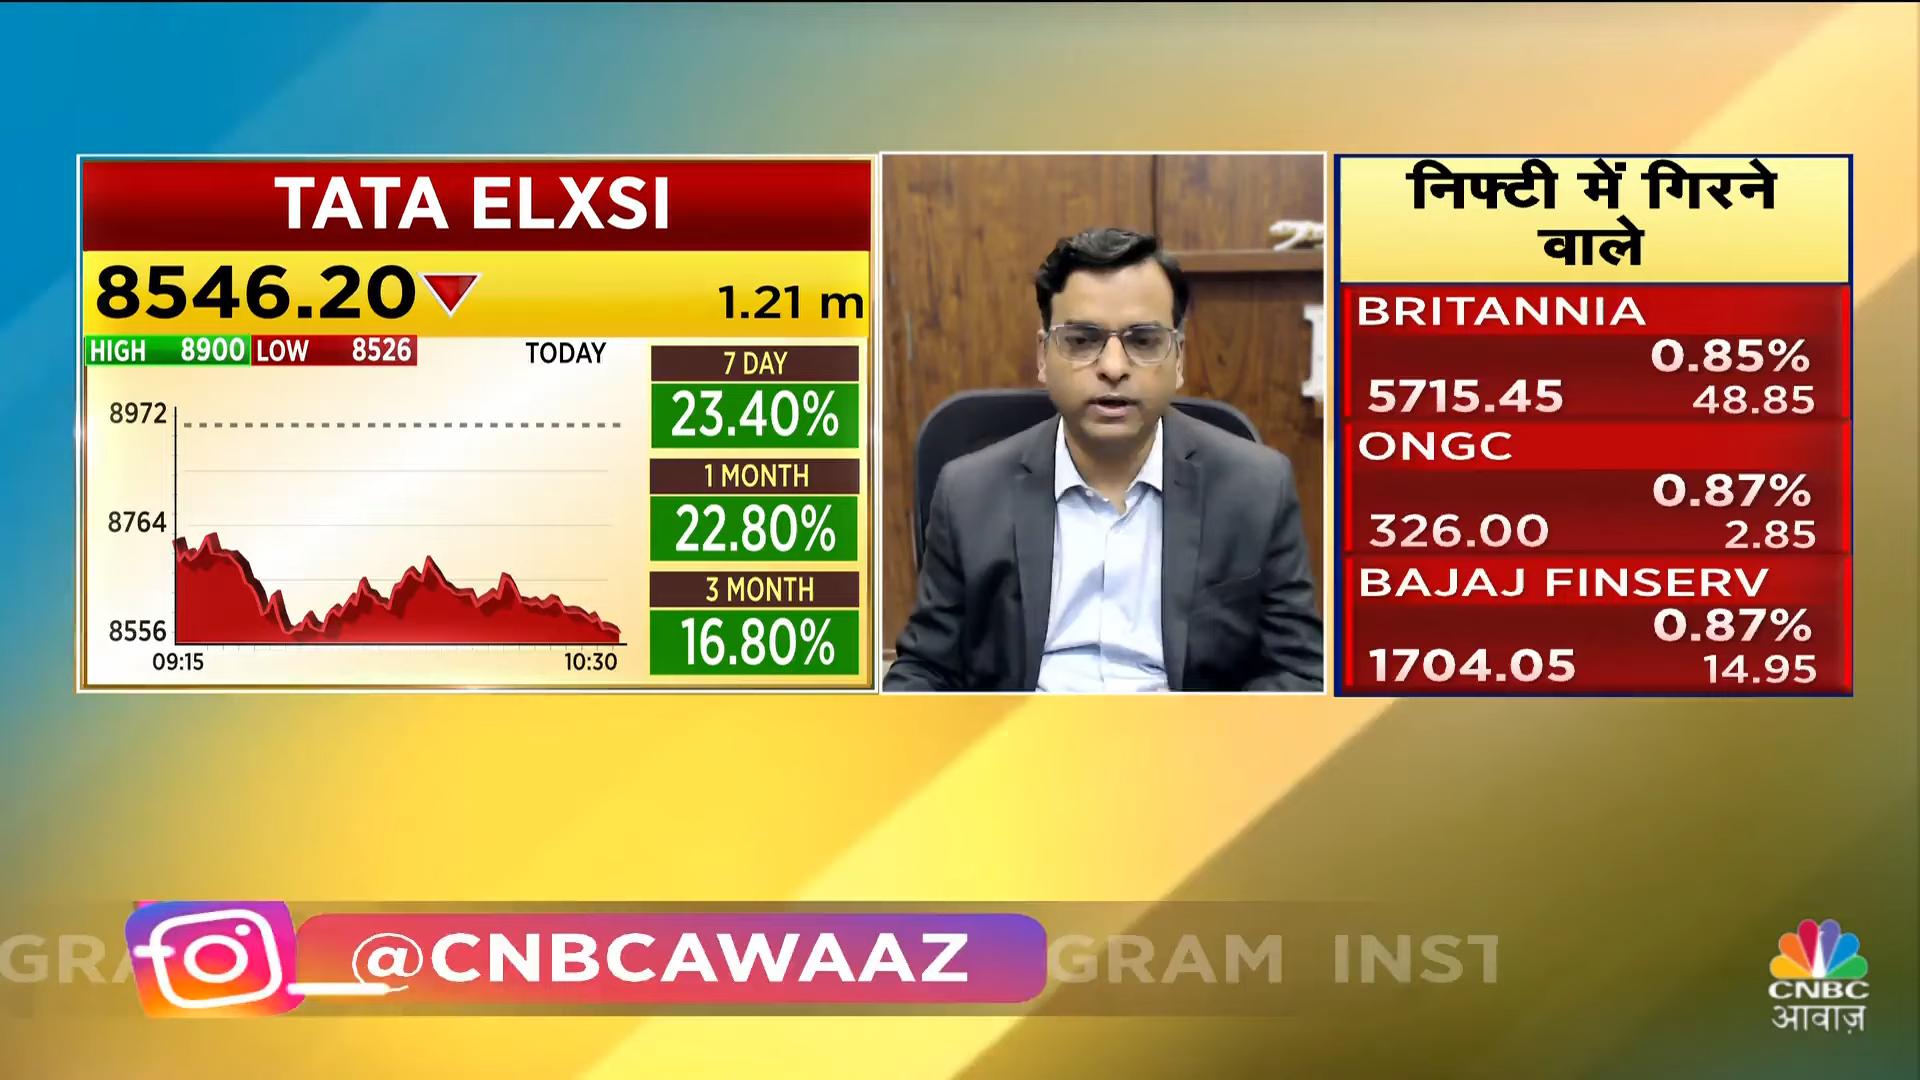 TATA ELXSI
8546.20
1.21 m
HIGH 8900 LOW 8526
TODAY
8972
8764
8556
09:15 10:30
7 DAY
23.40%
1 MONTH
22.80%
3 MONTH
16.80%
निफ्टी में गिरने
वाले
BRITANNIA
0.85%
5715.45 48.85
ONGC
0.87%
326.00 2.85
BAJAJ FINSERV
0.87%
1704.05 14.95
@CNBCAWAAZ
GRAM INST
CNBC
आवाज़